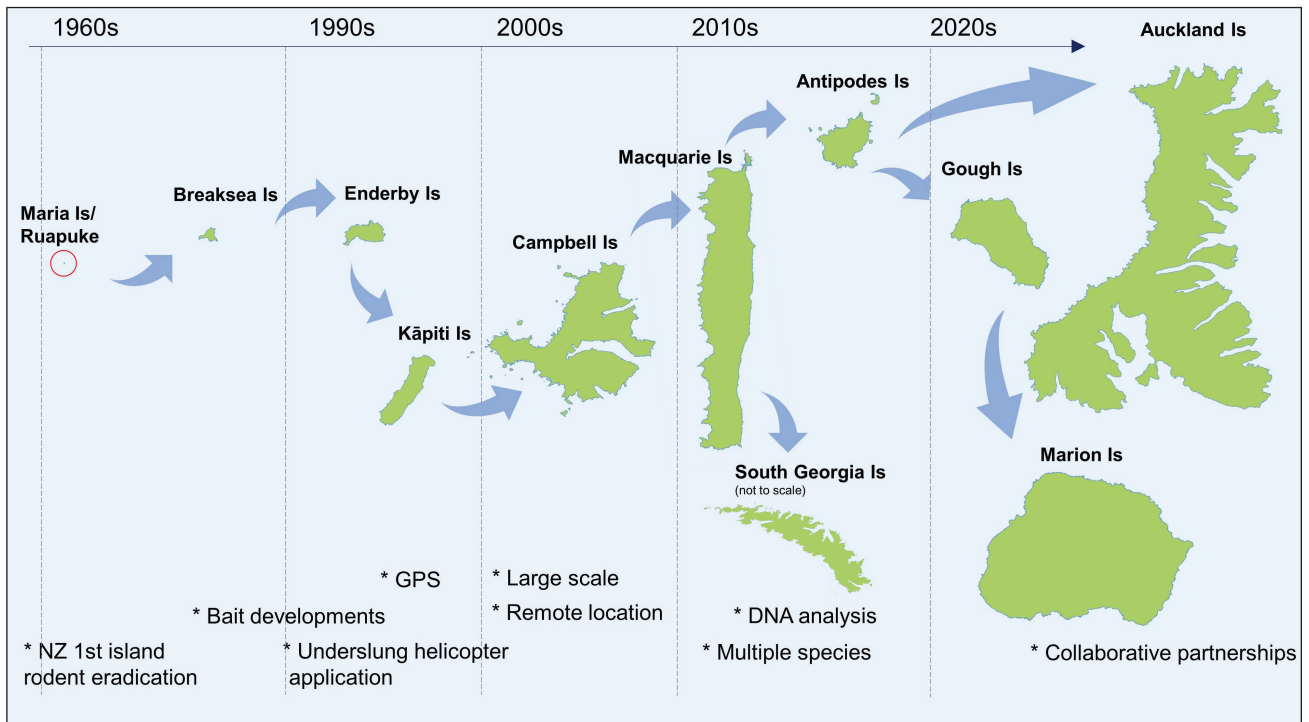 1960s
1990s
2000s
2010s
2020s
Auckland Is
Antipodes Is
Macquarie Is
Gough Is
Breaksea Is
Enderby Is
Maria Is/
Ruapuke
Campbell Is
Kāpiti Is
South Georgia Is
(not to scale)
Marion Is
* GPS
* Large scale
* Bait developments
* Remote location
* DNA analysis
* NZ 1st island
rodent eradication
* Underslung helicopter
application
* Multiple species
* Collaborative partnerships